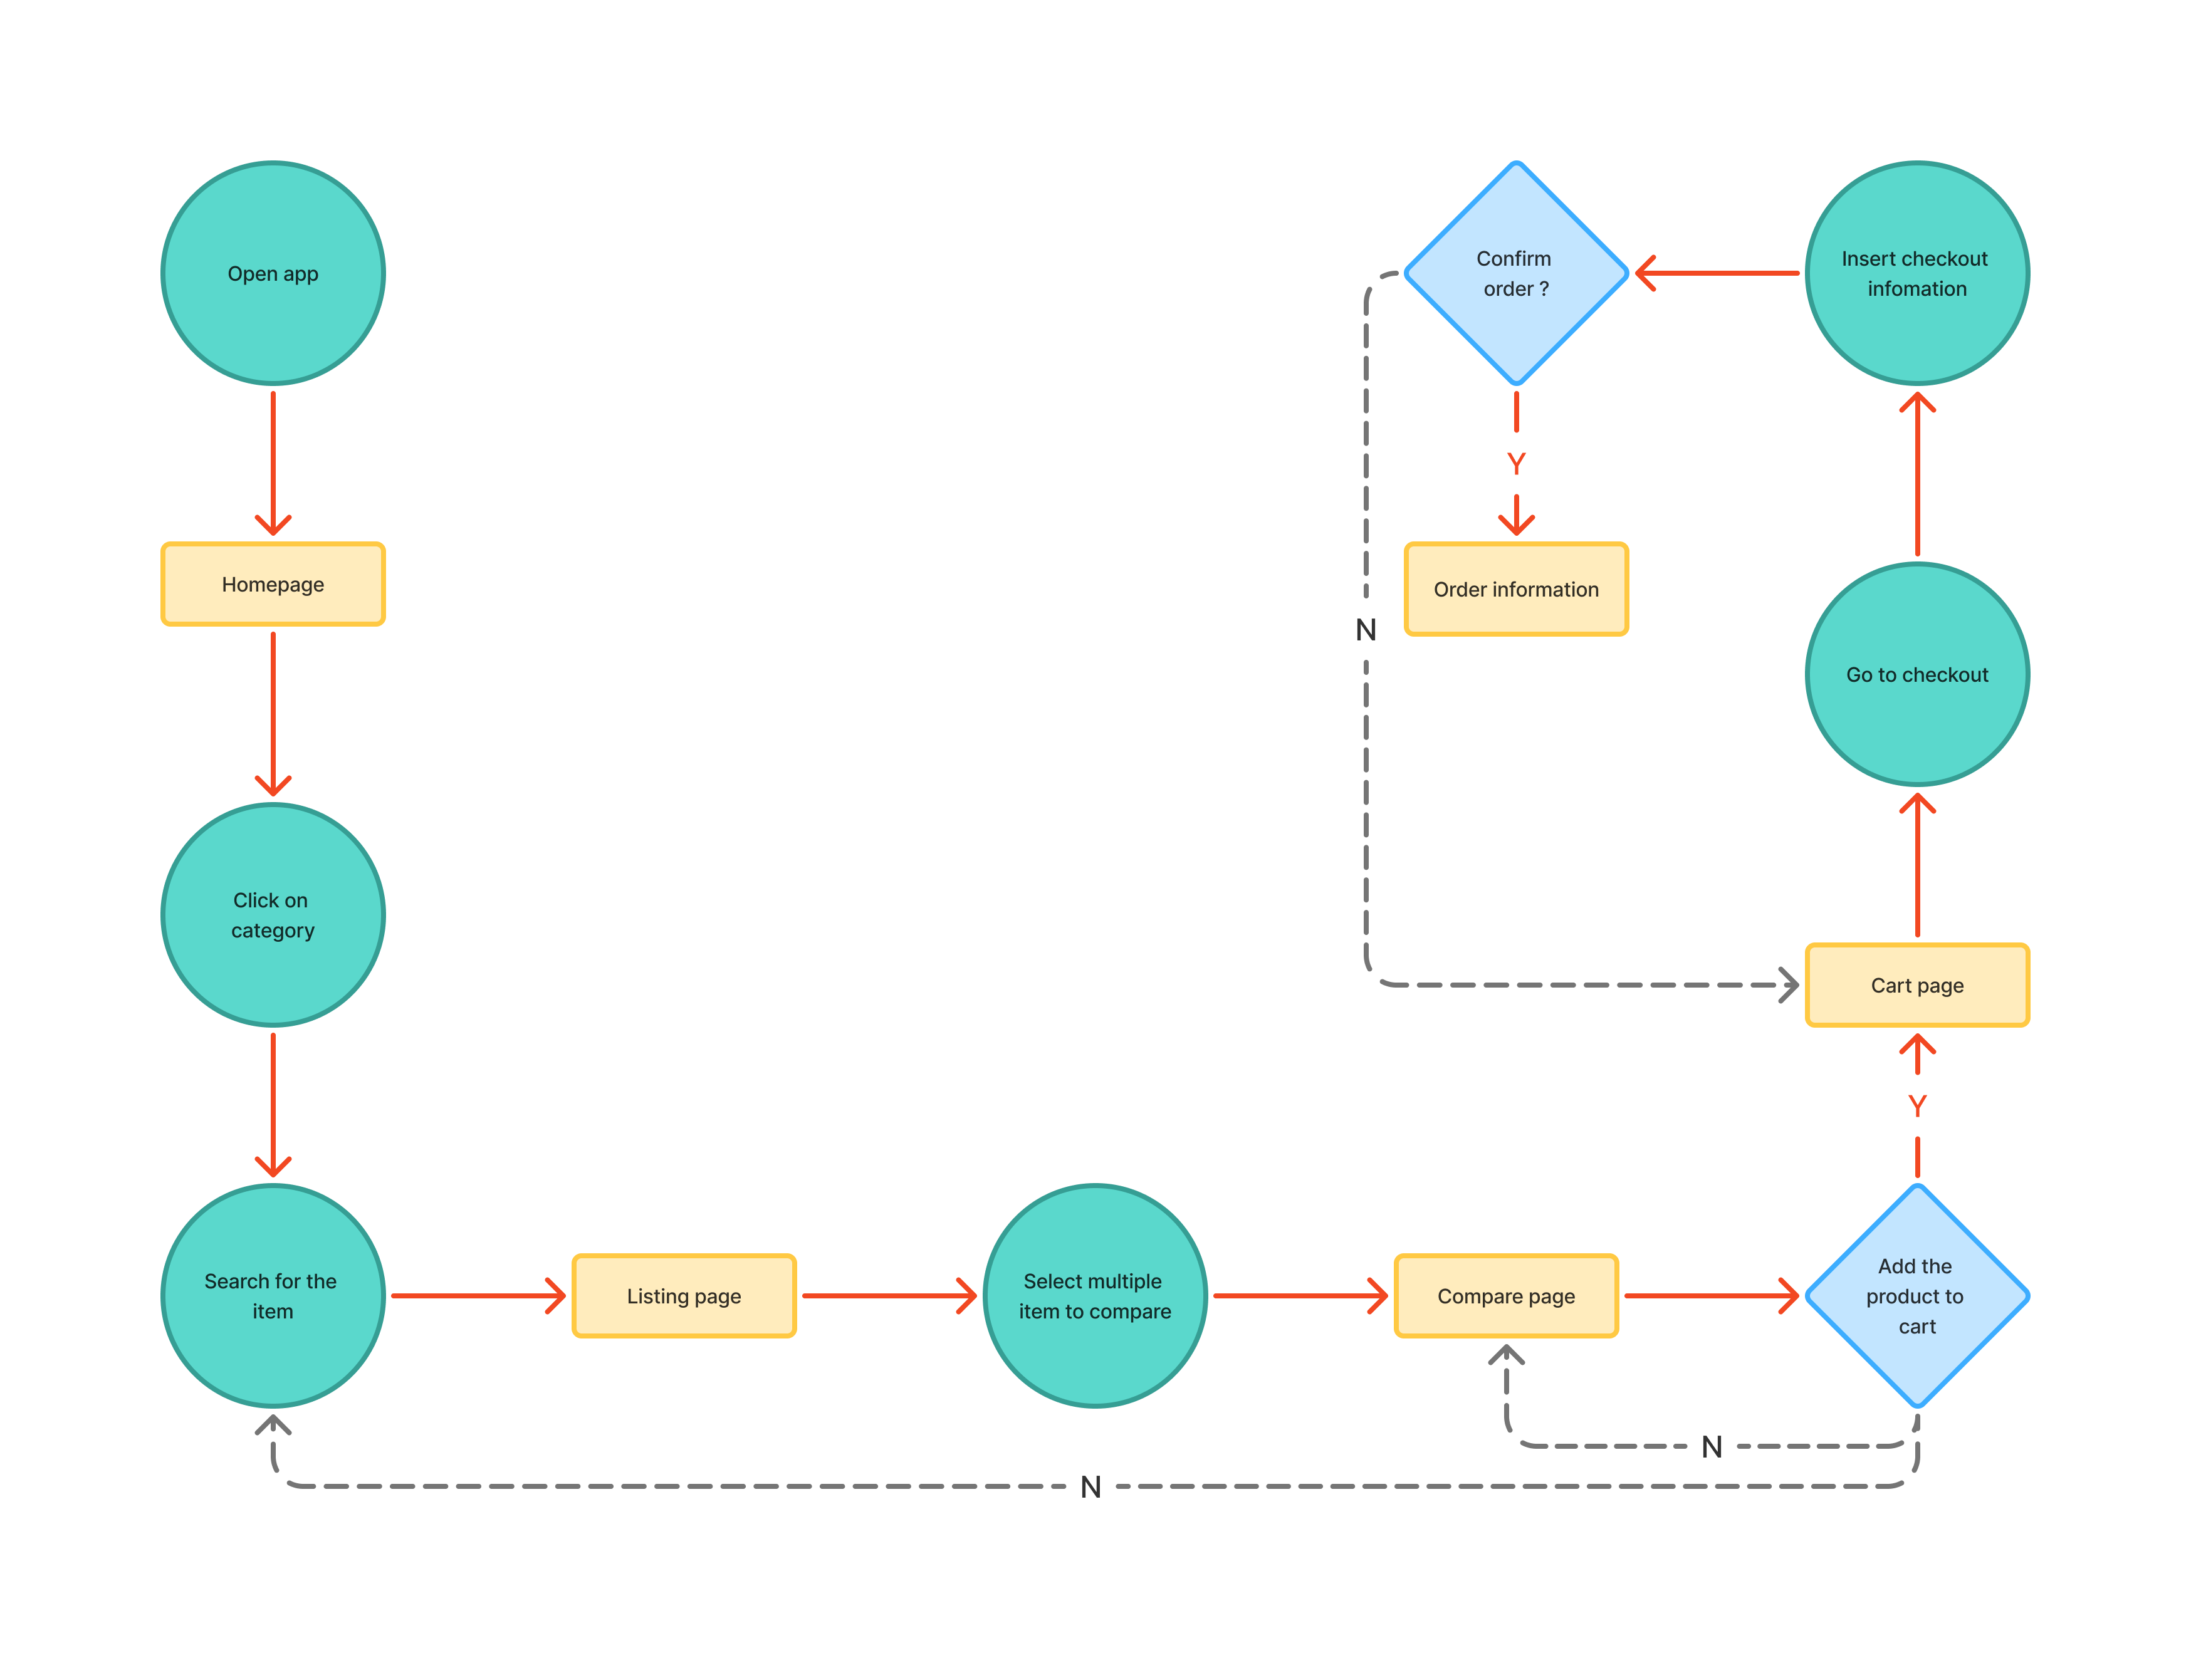 Open app
Homepage
Click on
category
Search for the
item
Listing page
Select multiple
item to compare
Compare page
Add the
product to
cart
N
N
Y
Cart page
Go to checkout
Insert checkout
infomation
Confirm
order ?
Y
Order information
N